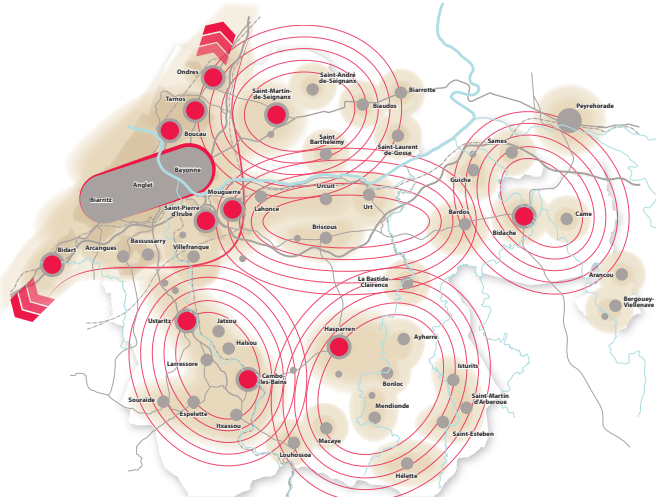 Ondres
Saint-André
de-Seignanx
Saint-Martin-
de-Seignanx
Biarrotte
Tarnos
Biaudos
Peyrehorade
Boucau
Saint
Barthélemy
Saint-Laurent
de-Gosse
Sames
Bayonne
Guiche
Anglet
Mouguerre
Urcuit
Biarritz
Lahonce
Urt
Saint-Pierre
d'Irube
Bardos
Came
Briscous
Bidache
Bidart
Arcangues
Bassussarry
Villefranque
Arancou
La Bastide-
Clairence
Bergouey-
Viellenave
Ustaritz
Jatxou
Hasparren
Halsou
Ayherre
Larressore
Isturits
Cambo-
les-Bains
Bonloc
Souraïde
Saint-Martin
d'Arberoue
Espelette
Mendionde
Itxassou
Macaye
Saint-Esteben
Louhossoa
Hélette